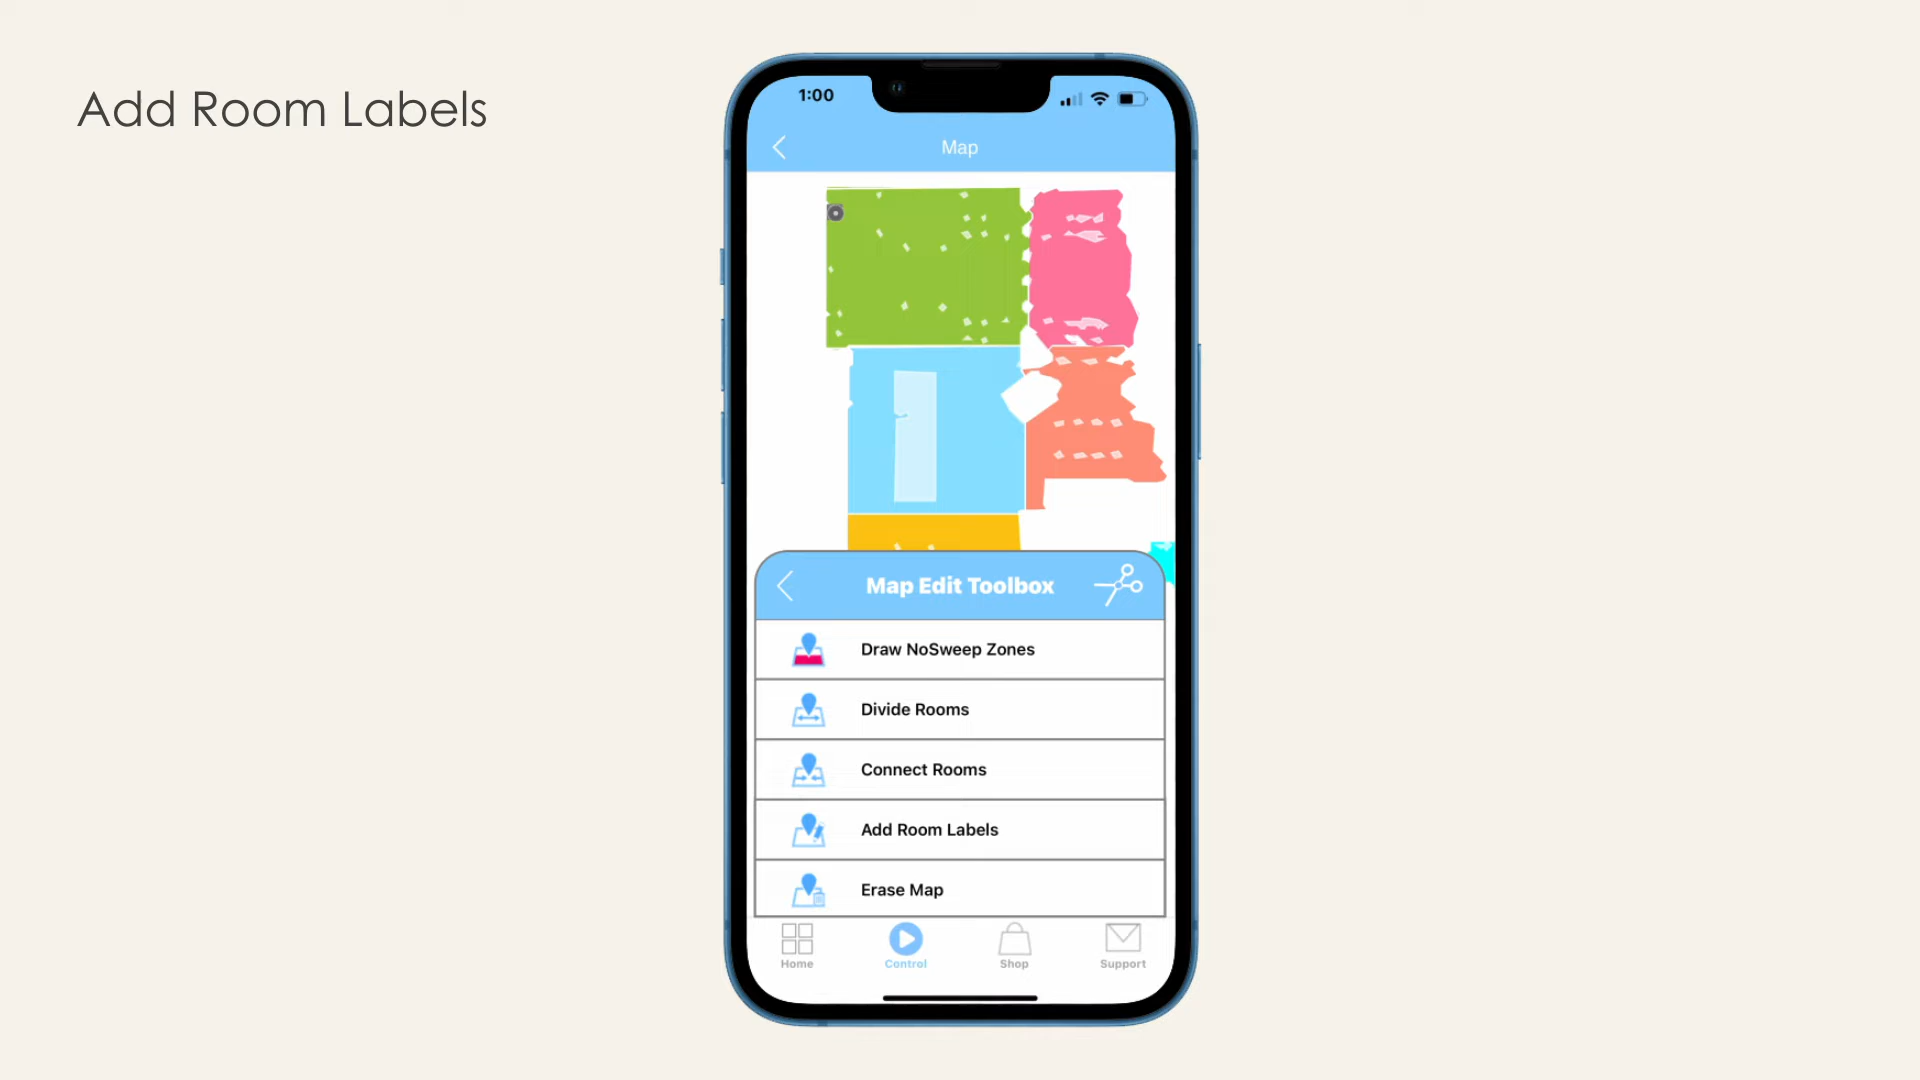 Add Room Labels
1:00
Map
Map Edit Toolbox
Draw NoSweep Zones
Divide Rooms
Connect Rooms
Add Room Labels
Erase Map
Home
Control
Shop
Support